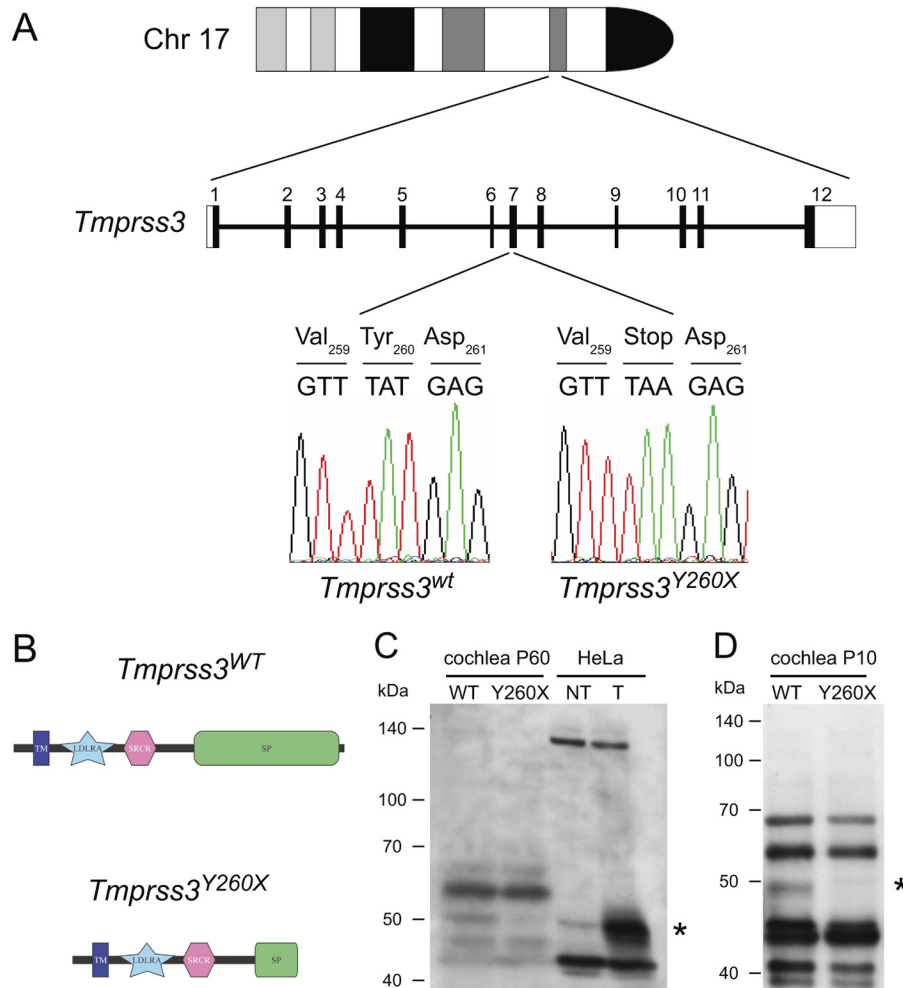 A
Chr 17
1 2 3 4 5 6 7 8 9 10 11 12
Tmprss3
Val259 Tyr260 Asp261
GTT TAT GAG
Val259 Stop Asp261
GTT TAA GAG
Tmprss3wt
Tmprss3Y260X
B
Tmprss3WT
TM LDLRA SRCR SP
Tmprss3Y260X
TM LDLRA SRCR SP
C
cochlea P60 HeLa
kDa WT Y260X NT T
140
100
70
50 *
40
D
cochlea P10
kDa WT Y260X
140
100
70
50 *
40